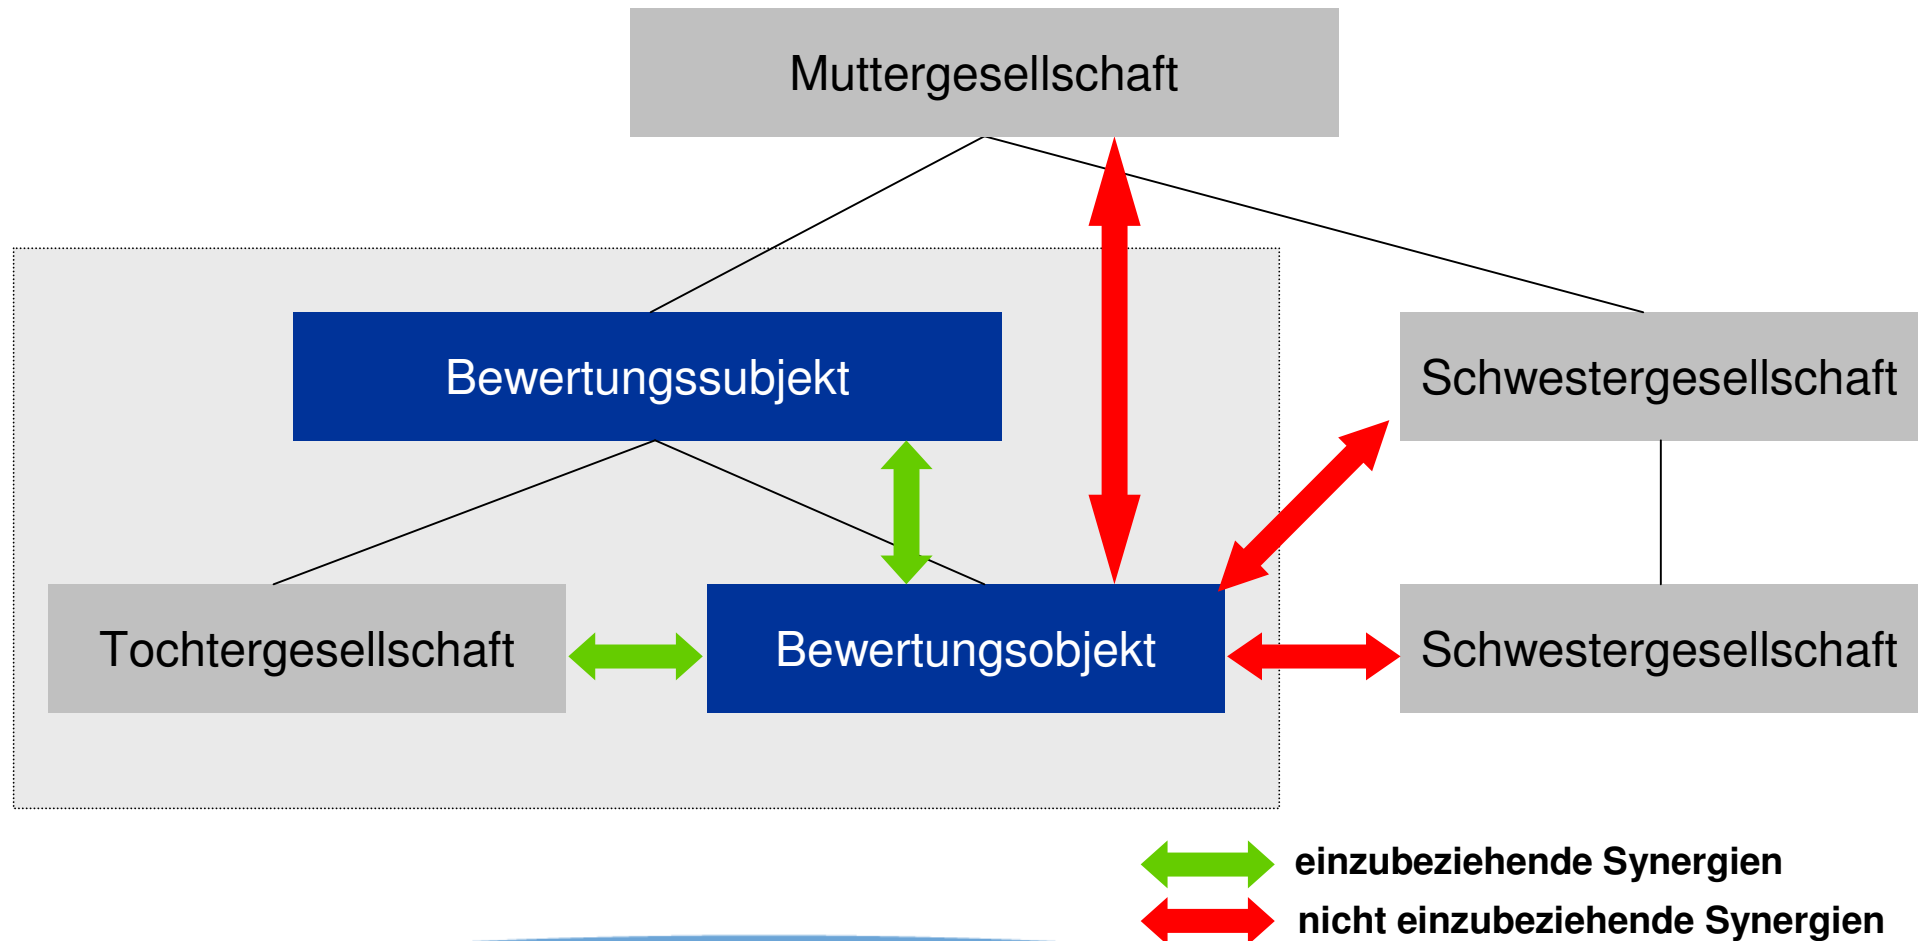 Muttergesellschaft
Bewertungssubjekt
Schwestergesellschaft
Tochtergesellschaft
Bewertungsobjekt
Schwestergesellschaft
einzubeziehende Synergien
nicht einzubeziehende Synergien